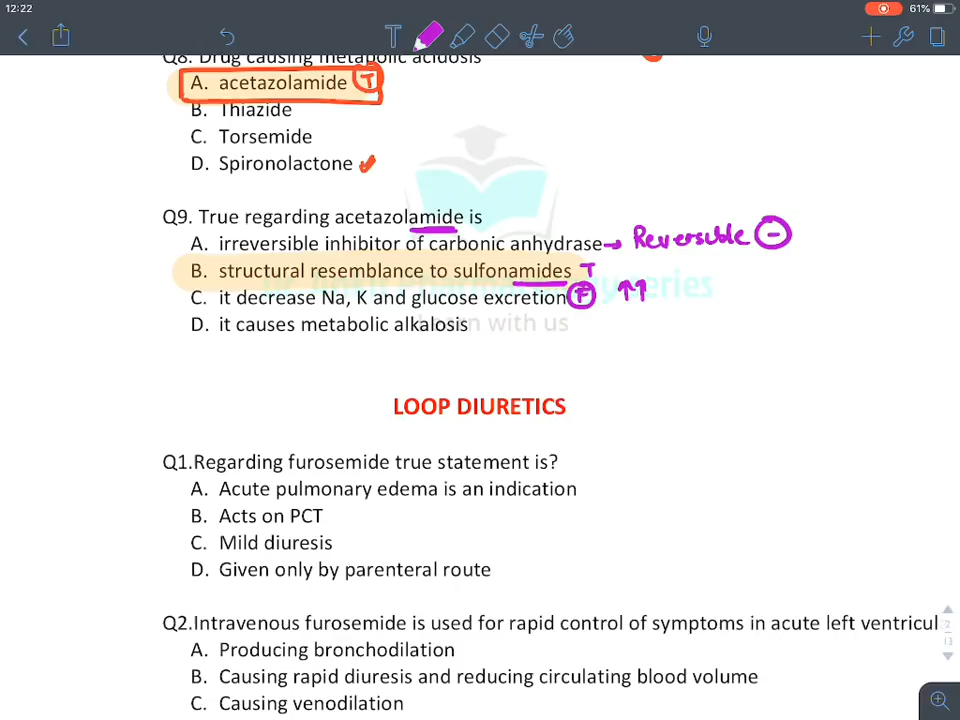 12:22
61%
T
Q8. Drug causing metabolic acidosis
A. acetazolamide T
B. Thiazide
C. Torsemide
D. Spironolactone
Q9. True regarding acetazolamide is
A. irreversible inhibitor of carbonic anhydrase → Reversible -
B. structural resemblance to sulfonamides T
C. it decrease Na, K and glucose excretion F ↑↑
D. it causes metabolic alkalosis
Learn with us
LOOP DIURETICS
Q1.Regarding furosemide true statement is?
A. Acute pulmonary edema is an indication
B. Acts on PCT
C. Mild diuresis
D. Given only by parenteral route
Q2.Intravenous furosemide is used for rapid control of symptoms in acute left ventricul
A. Producing bronchodilation
B. Causing rapid diuresis and reducing circulating blood volume
C. Causing venodilation